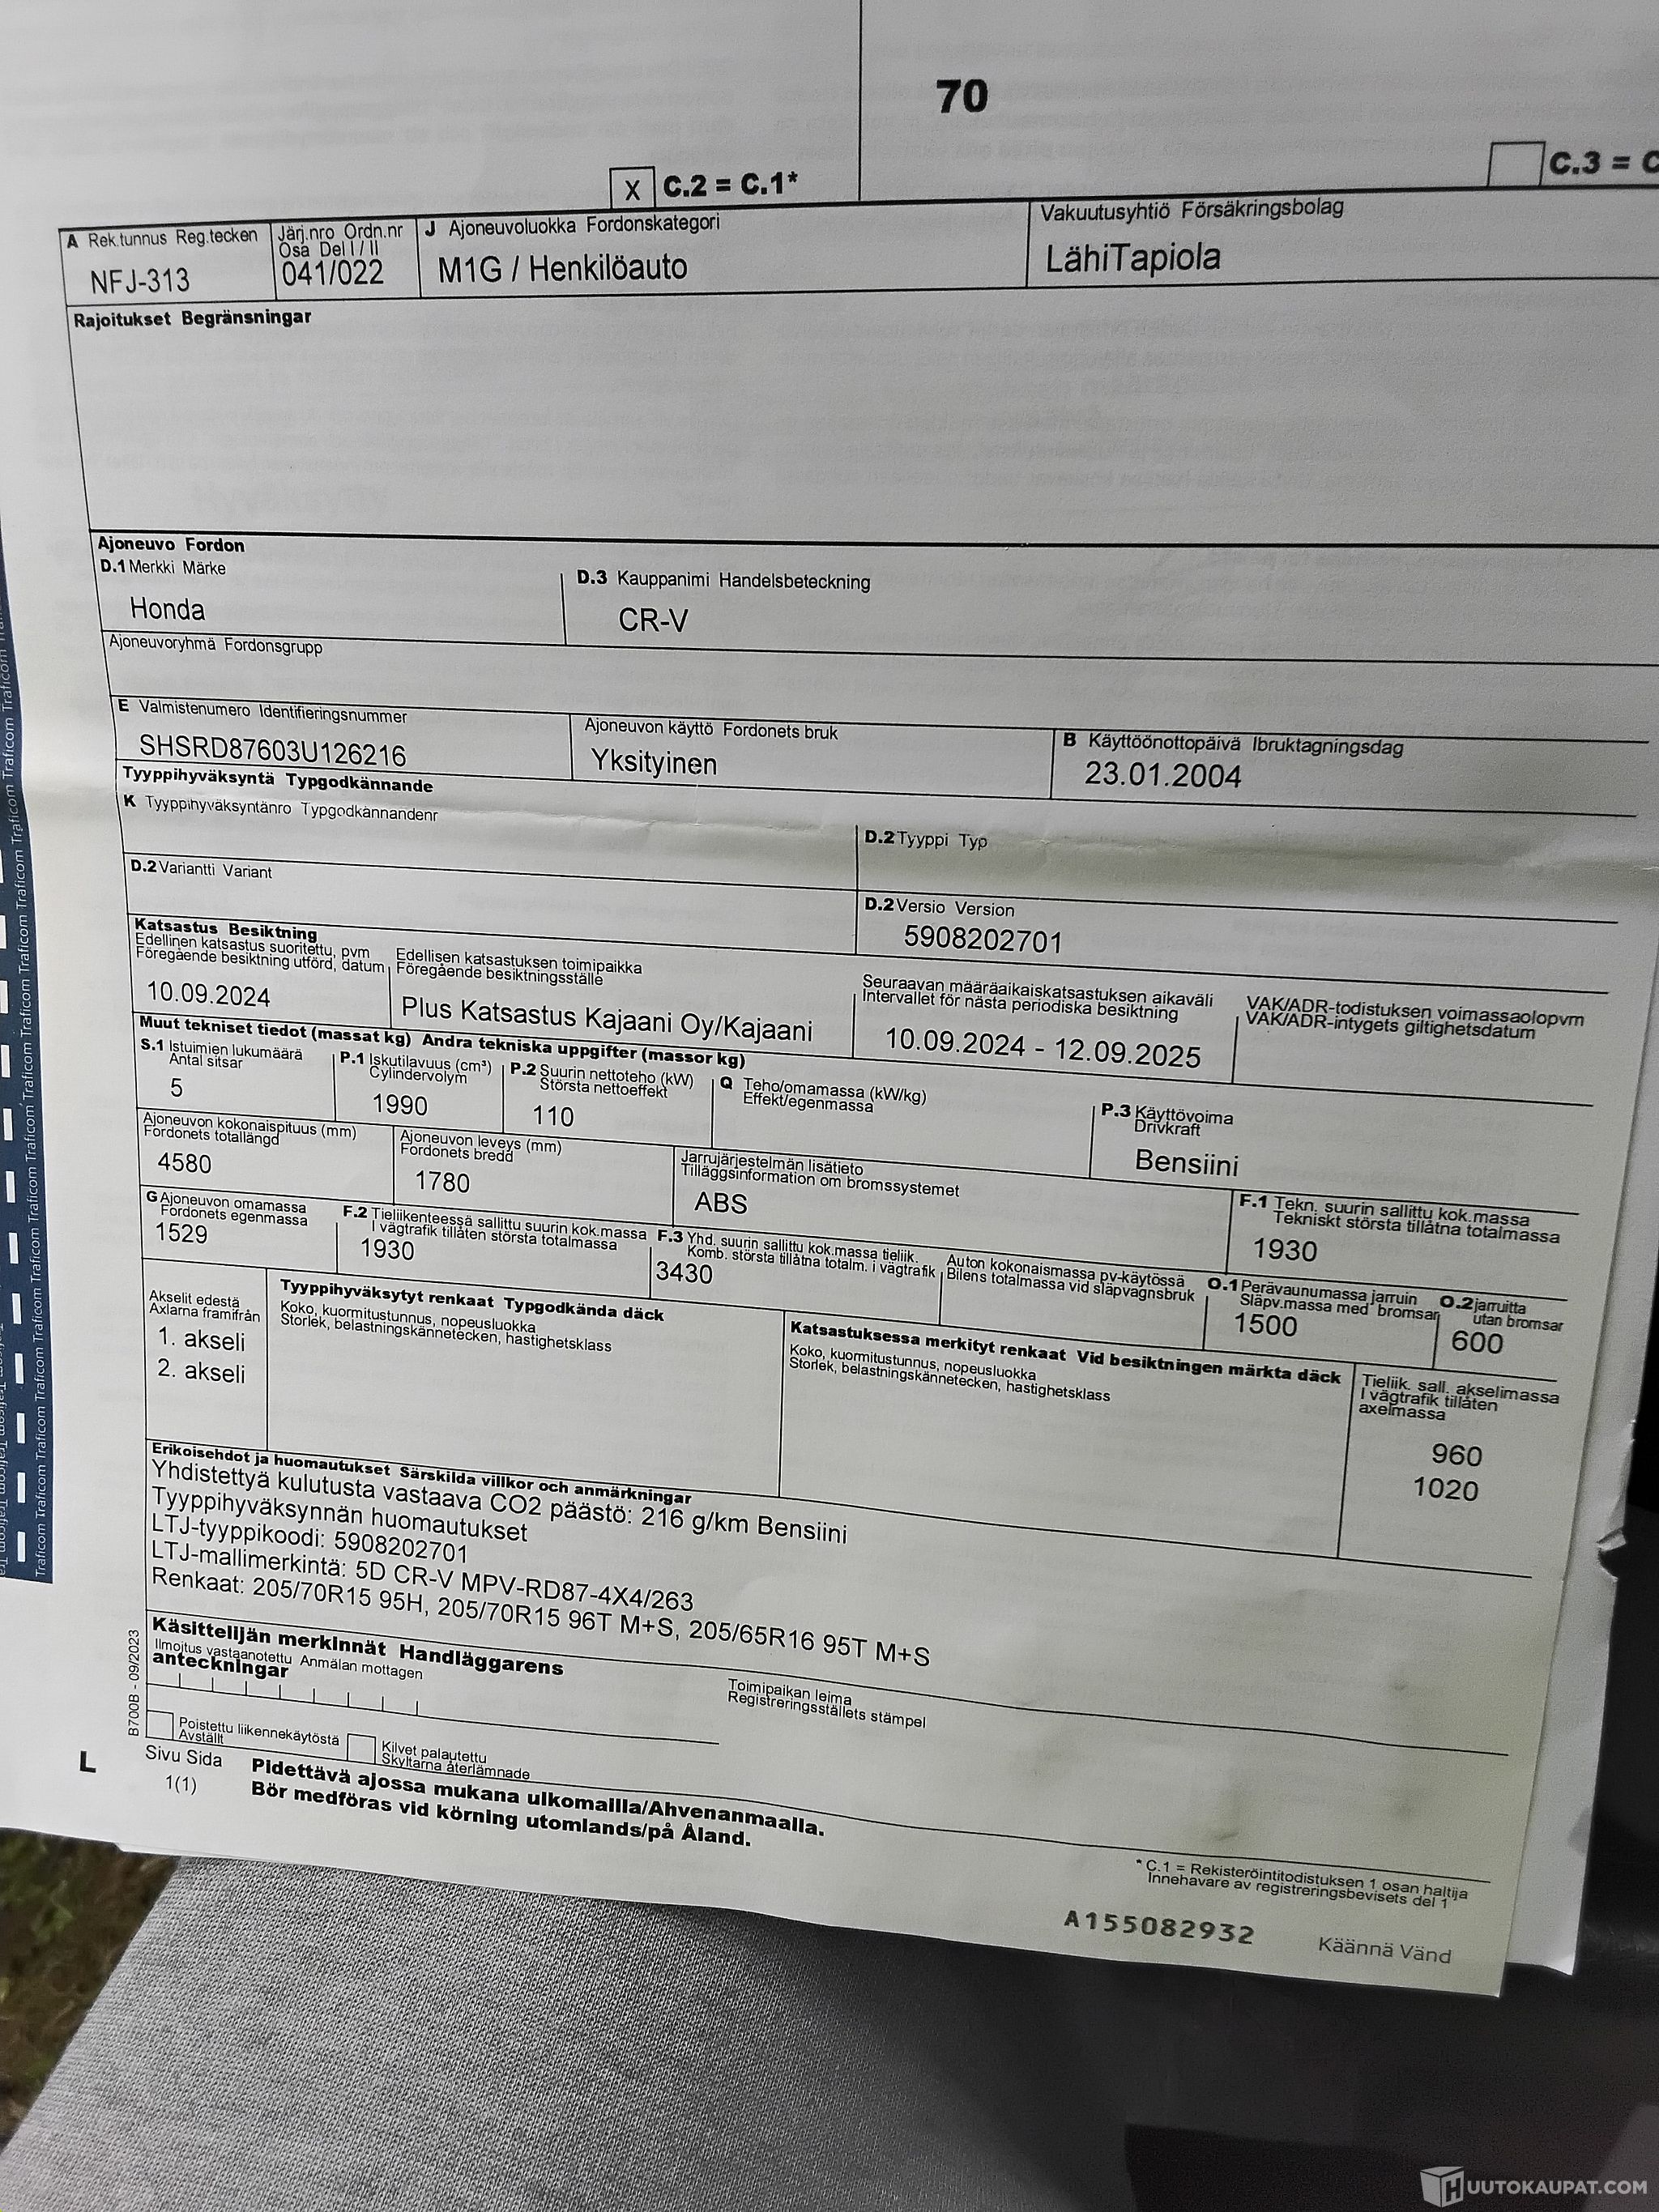 70
X C.2 = C.1*
C.3 = C
A Rek.tunnus Reg.tecken
NFJ-313
Järj.nro Ordn.nr
Osa Del I / II
041/022
J Ajoneuvoluokka Fordonskategori
M1G / Henkilöauto
Vakuutusyhtiö Försäkringsbolag
LähiTapiola
Rajoitukset Begränsningar
Ajoneuvo Fordon
D.1 Merkki Märke
Honda
D.3 Kauppanimi Handelsbeteckning
CR-V
Ajoneuvoryhmä Fordonsgrupp
E Valmistenumero Identifieringsnummer
SHSRD87603U126216
Ajoneuvon käyttö Fordonets bruk
Yksityinen
B Käyttöönottopäivä Ibruktagningsdag
23.01.2004
Tyyppihyväksyntä Typgodkännande
K Tyyppihyväksyntänro Typgodkännandenr
D.2 Tyyppi Typ
D.2 Variantti Variant
D.2 Versio Version
5908202701
Katsastus Besiktning
Edellinen katsastus suoritettu, pvm
Föregående besiktning utförd, datum
10.09.2024
Edellisen katsastuksen toimipaikka
Föregående besiktningsställe
Plus Katsastus Kajaani Oy/Kajaani
Seuraavan määräaikaiskatsastuksen aikaväli
Intervallet för nästa periodiska besiktning
10.09.2024 - 12.09.2025
VAK/ADR-todistuksen voimassaolopvm
VAK/ADR-intygets giltighetsdatum
Muut tekniset tiedot (massat kg) Andra tekniska uppgifter (massor kg)
S.1 Istuimien lukumäärä
Antal sitsar
5
P.1 Iskutilavuus (cm³)
Cylindervolym
1990
P.2 Suurin nettoteho (kW)
Största nettoeffekt
110
Q Teho/omamassa (kW/kg)
Effekt/egenmassa
P.3 Käyttövoima
Drivkraft
Bensiini
Ajoneuvon kokonaispituus (mm)
Fordonets totallängd
4580
Ajoneuvon leveys (mm)
Fordonets bredd
1780
Jarrujärjestelmän lisätieto
Tilläggsinformation om bromssystemet
ABS
F.1 Tekn. suurin sallittu kok.massa
Tekniskt största tillåtna totalmassa
1930
G Ajoneuvon omamassa
Fordonets egenmassa
1529
F.2 Tieliikenteessä sallittu suurin kok.massa
I vägtrafik tillåten största totalmassa
1930
F.3 Yhd. suurin sallittu kok.massa tieliik.
Komb. största tillåtna totalm. i vägtrafik
3430
Auton kokonaismassa pv-käytössä
Bilens totalmassa vid släpvagnsbruk
O.1 Perävaunumassa jarruin
Släpv.massa med bromsar
1500
O.2 jarruitta
utan bromsar
600
Akselit edestä
Axlarna framifrån
1. akseli
2. akseli
Tyyppihyväksytyt renkaat Typgodkända däck
Koko, kuormitustunnus, nopeusluokka
Storlek, belastningskännetecken, hastighetsklass
Katsastuksessa merkityt renkaat Vid besiktningen märkta däck
Koko, kuormitustunnus, nopeusluokka
Storlek, belastningskännetecken, hastighetsklass
Tieliik. sall. akselimassa
I vägtrafik tillåten
axelmassa
960
1020
Erikoisehdot ja huomautukset Särskilda villkor och anmärkningar
Yhdistettyä kulutusta vastaava CO2 päästö: 216 g/km Bensiini
Tyyppihyväksynnän huomautukset
LTJ-tyyppikoodi: 5908202701
LTJ-mallimerkintä: 5D CR-V MPV-RD87-4X4/263
Renkaat: 205/70R15 95H, 205/70R15 96T M+S, 205/65R16 95T M+S
Käsittelijän merkinnät Handläggarens
anteckningar
Ilmoitus vastaanotettu Anmälan mottagen
Toimipaikan leima
Registreringsställets stämpel
Poistettu liikennekäytöstä
Avställt
Kilvet palautettu
Skyltarna återlämnade
B700B - 09/2023
L
Sivu Sida
1(1)
Pidettävä ajossa mukana ulkomailla/Ahvenanmaalla.
Bör medföras vid körning utomlands/på Åland.
* C.1 = Rekisteröintitodistuksen 1 osan haltija
Innehavare av registreringsbevisets del 1
A155082932
Käännä Vänd
Traficom Traficom Traficom Traficom Traficom Traficom Traficom Traficom Traficom Traficom Traficom
HUUTOKAUPAT.COM